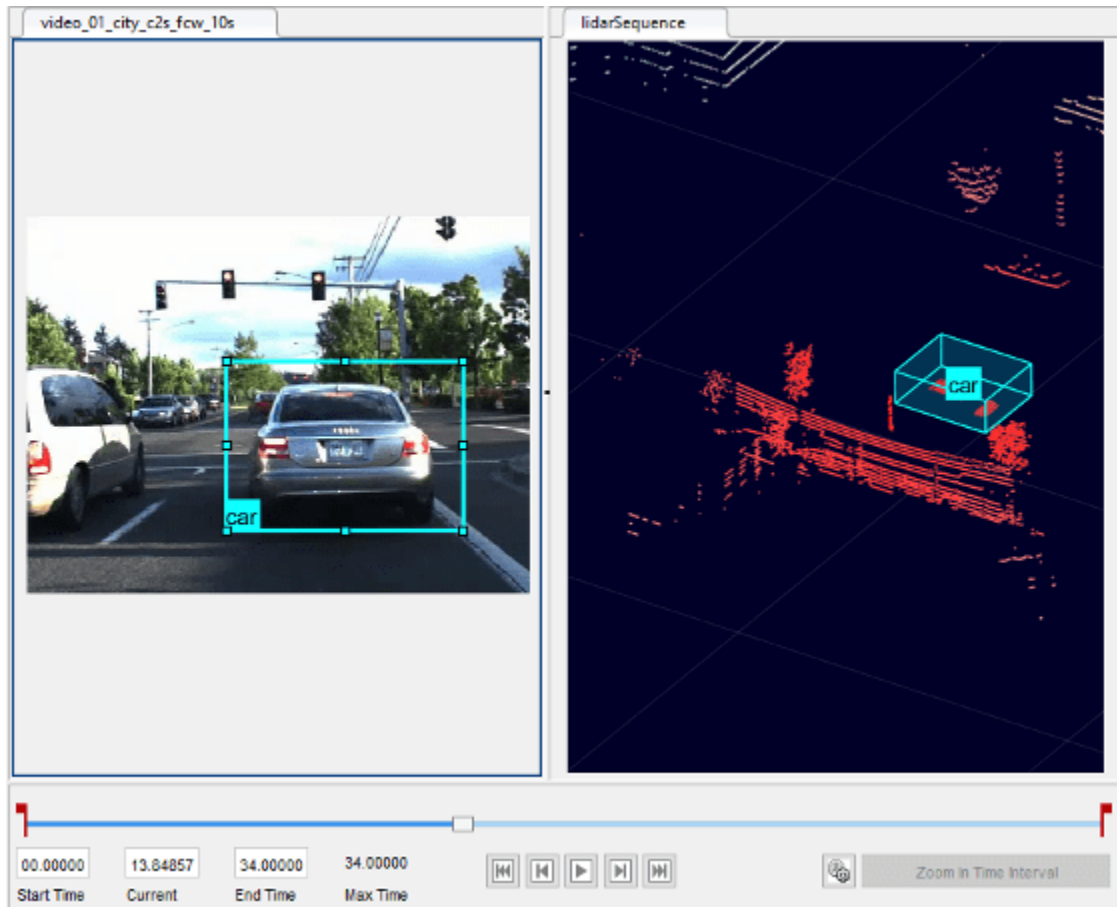 video_01_city_c2s_fcw_10s
lidarSequence
car
car
00.00000
13.84857
34.00000
34.00000
Start Time
Current
End Time
Max Time
Zoom In Time Interval